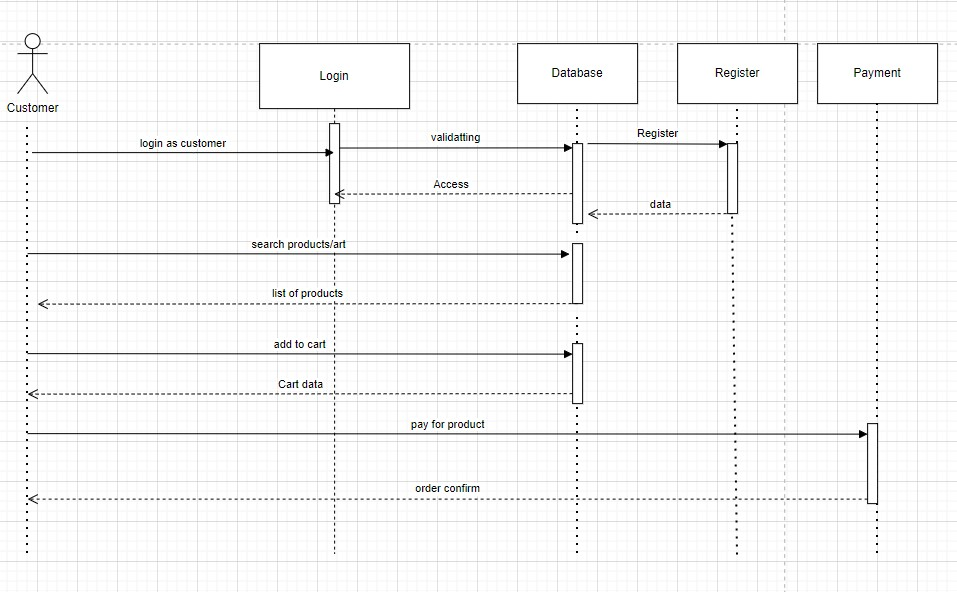 Login
Database
Register
Payment
Customer
login as customer
validatting
Register
Access
data
search products/art
list of products
add to cart
Cart data
pay for product
order confirm